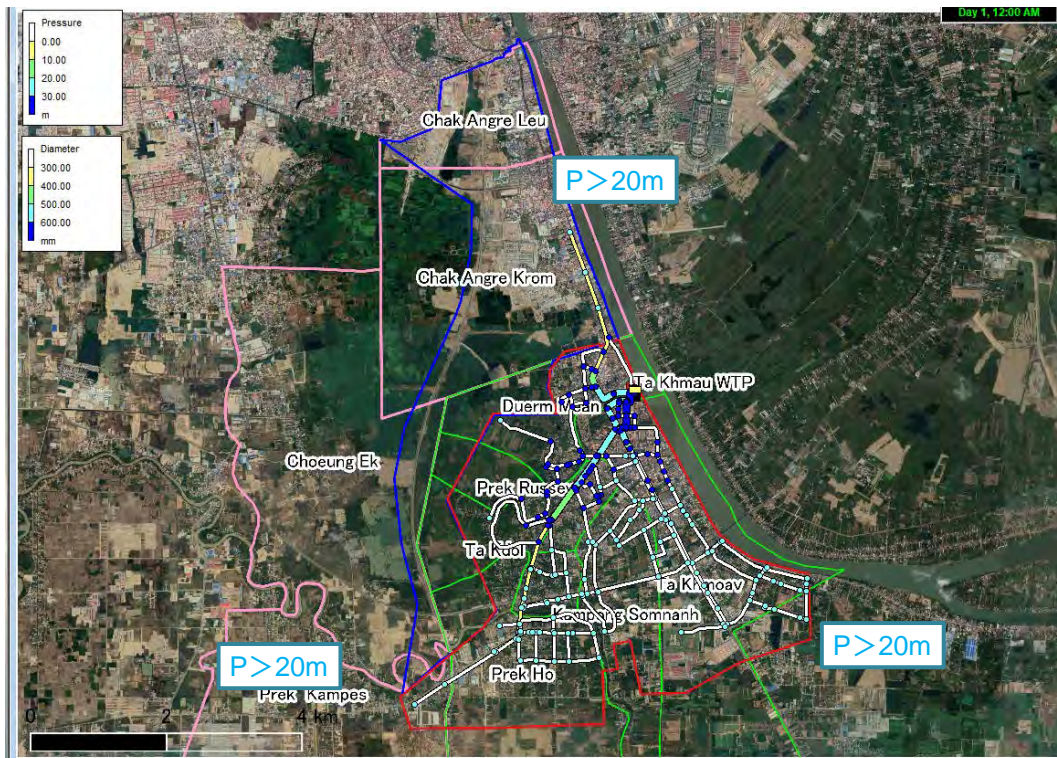 Day 1, 12:00 AM
Pressure
0.00
10.00
20.00
30.00
m
Diameter
300.00
400.00
500.00
600.00
mm
Chak Angre Leu
P＞20m
Chak Angre Krom
Ta Khmau WTP
Duerm Mean
Choeung Ek
Prek Russey
Ta Kdol
Ta Khmoav
Kampong Somnanh
P＞20m
P＞20m
Prek Ho
Prek Kampes
0 2 4 km